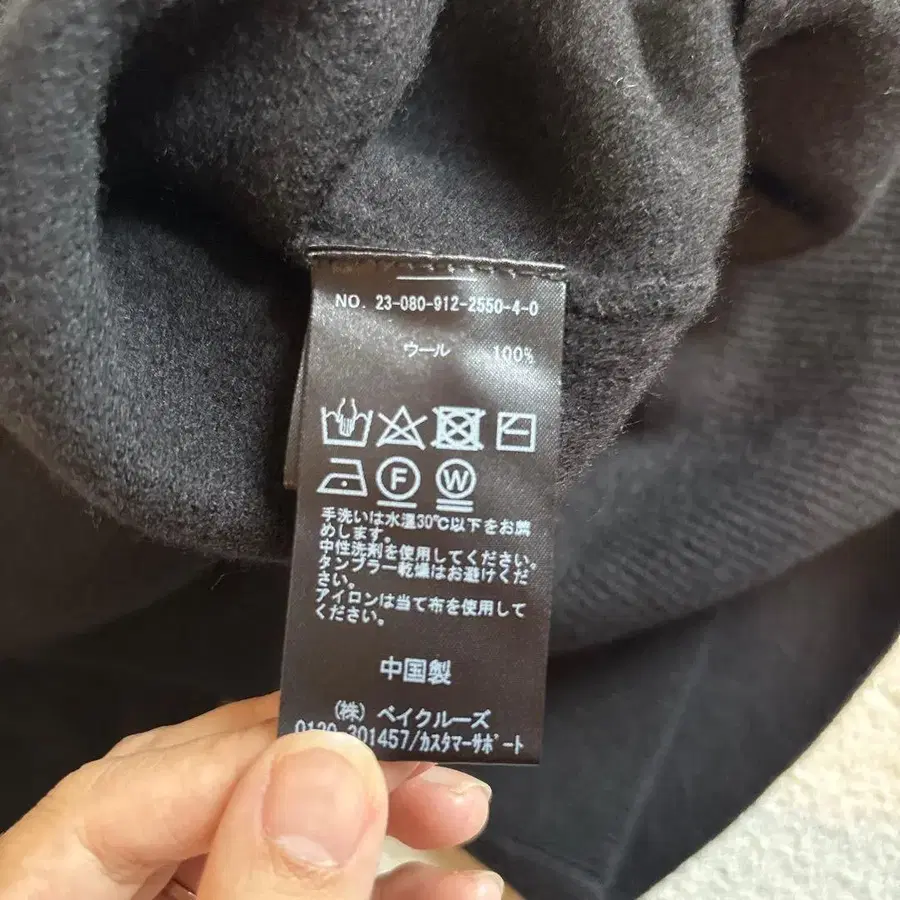 NO. 23-080-912-2550-4-0
ウール 100%
F W
手洗いは水温30℃以下をお薦
めします。
中性洗剤を使用してください。
タンブラー乾燥はお避けくだ
さい。
アイロンは当て布を使用して
ください。
中国製
(株) ベイクルーズ
0120-301457/カスタマーサポート